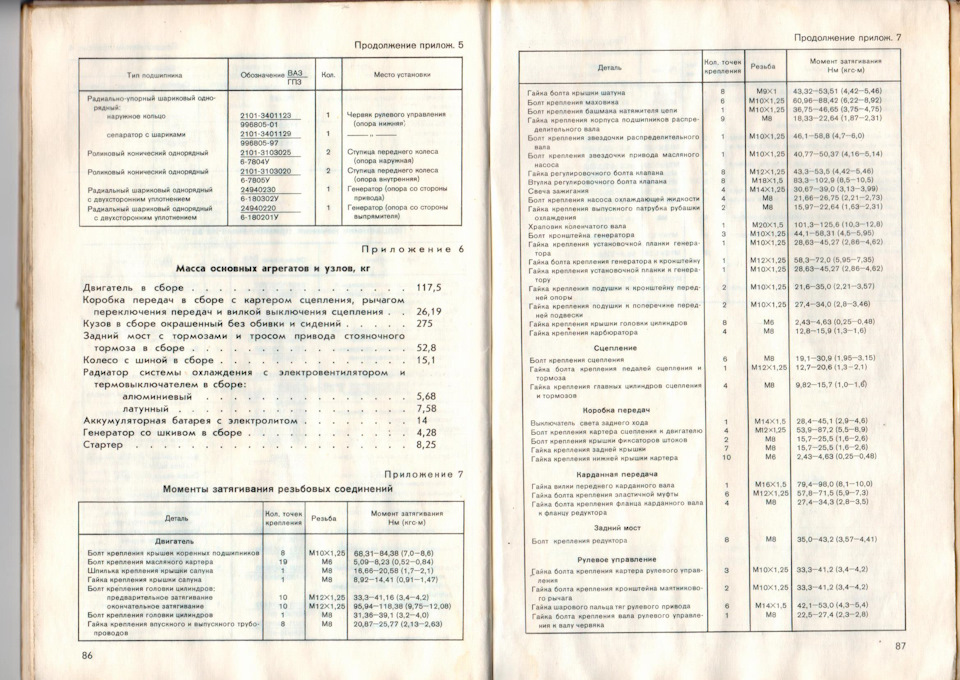 Продолжение прилож. 5
Тип подшипника Обозначение ВАЗ/ГПЗ Кол. Место установки
Радиально-упорный шариковый одно-
рядный:
наружное кольцо 2101-3401123 1 Червяк рулевого управления
996805-01 (опора нижняя)
сепаратор с шариками 2101-3401129 1 — „ —
996805-97
Роликовый конический однорядный 2101-3103025 2 Ступица переднего колеса
6-7804У (опора наружная)
Роликовый конический однорядный 2101-3103020 2 Ступица переднего колеса
6-7805У (опора внутренняя)
Радиальный шариковый однорядный 24940230 1 Генератор (опора со стороны
с двухсторонним уплотнением 6-180302У привода)
Радиальный шариковый однорядный 24940220 1 Генератор (опора со стороны
с двухсторонним уплотнением 6-180201У выпрямителя)
Приложение 6
Масса основных агрегатов и узлов, кг
Двигатель в сборе . . . 117,5
Коробка передач в сборе с картером сцепления, рычагом
переключения передач и вилкой выключения сцепления . . 26,19
Кузов в сборе окрашенный без обивки и сидений . . . 275
Задний мост с тормозами и тросом привода стояночного
тормоза в сборе . . . 52,8
Колесо с шиной в сборе . . . 15,1
Радиатор системы охлаждения с электровентилятором и
термовыключателем в сборе:
алюминиевый . . . 5,68
латунный . . . 7,58
Аккумуляторная батарея с электролитом . . . 14
Генератор со шкивом в сборе . . . 4,28
Стартер . . . 8,25
Приложение 7
Моменты затягивания резьбовых соединений
Деталь Кол. точек крепления Резьба Момент затягивания Нм (кгс·м)
Двигатель
Болт крепления крышек коренных подшипников 8 М10×1,25 68,31—84,38 (7,0—8,6)
Болт крепления масляного картера 19 М6 5,09—8,23 (0,52—0,84)
Шпилька крепления крышки сапуна 1 М8 16,66—20,58 (1,7—2,1)
Гайка крепления крышки сапуна 1 М8 8,92—14,41 (0,91—1,47)
Болт крепления головки цилиндров:
предварительное затягивание 10 М12×1,25 33,3—41,16 (3,4—4,2)
окончательное затягивание 10 М12×1,25 95,94—118,38 (9,75—12,08)
Болт крепления головки цилиндров 1 М8 31,36—39,1 (3,2—4,0)
Гайка крепления впускного и выпускного трубо- 8 М8 20,87—25,77 (2,13—2,63)
проводов
86
Продолжение прилож. 7
Деталь Кол. точек крепления Резьба Момент затягивания Нм (кгс·м)
Гайка болта крышки шатуна 8 М9×1 43,32—53,51 (4,42—5,46)
Болт крепления маховика 6 М10×1,25 60,96—88,42 (6,22—8,92)
Болт крепления башмака натяжителя цепи 1 М10×1,25 36,75—46,65 (3,75—4,75)
Гайка крепления корпуса подшипников распре- 9 М8 18,33—22,64 (1,87—2,31)
делительного вала
Болт крепления звездочки распределительного 1 М10×1,25 46,1—58,8 (4,7—6,0)
вала
Болт крепления звездочки привода масляного 1 М10×1,25 40,77—50,37 (4,16—5,14)
насоса
Гайка регулировочного болта клапана 8 М12×1,25 43,3—53,5 (4,42—5,46)
Втулка регулировочного болта клапана 8 М18×1,5 83,3—102,9 (8,5—10,5)
Свеча зажигания 4 М14×1,25 30,67—39,0 (3,13—3,99)
Болт крепления насоса охлаждающей жидкости 4 М8 21,66—26,75 (2,21—2,73)
Гайка крепления выпускного патрубка рубашки 2 М8 15,97—22,64 (1,63—2,31)
охлаждения
Храповик коленчатого вала 1 М20×1,5 101,3—125,6 (10,3—12,8)
Болт кронштейна генератора 3 М10×1,25 44,1—58,31 (4,5—5,95)
Гайка крепления установочной планки генера- 1 М10×1,25 28,63—45,27 (2,86—4,62)
тора
Гайка болта крепления генератора к кронштейну 1 М12×1,25 58,3—72,0 (5,95—7,35)
Гайка крепления установочной планки к генера- 1 М10×1,25 28,63—45,27 (2,86—4,62)
тору
Гайка крепления подушки к кронштейну перед- 2 М10×1,25 21,6—35,0 (2,21—3,57)
ней опоры
Гайка крепления подушки к поперечине перед- 2 М10×1,25 27,4—34,0 (2,8—3,46)
ней подвески
Гайка крепления крышки головки цилиндров 8 М6 2,43—4,63 (0,25—0,48)
Гайка крепления карбюратора 4 М8 12,8—15,9 (1,3—1,6)
Сцепление
Болт крепления сцепления 6 М8 19,1—30,9 (1,95—3,15)
Гайка болта крепления педалей сцепления и 1 М12×1,25 12,7—20,6 (1,3—2,1)
тормоза
Гайка крепления главных цилиндров сцепления 4 М8 9,82—15,7 (1,0—1,6)
и тормозов
Коробка передач
Выключатель света заднего хода 1 М14×1,5 28,4—45,1 (2,9—4,6)
Болт крепления картера сцепления к двигателю 4 М12×1,25 53,9—87,2 (5,5—8,9)
Болт крепления крышки фиксаторов штоков 2 М8 15,7—25,5 (1,6—2,6)
Гайка крепления задней крышки 7 М8 15,7—25,5 (1,6—2,6)
Гайка крепления нижней крышки картера 10 М6 2,43—4,63 (0,25—0,48)
Карданная передача
Гайка вилки переднего карданного вала 1 М16×1,5 79,4—98,0 (8,1—10,0)
Гайка болта крепления эластичной муфты 6 М12×1,25 57,8—71,5 (5,9—7,3)
Гайка болта крепления фланца карданного вала 4 М8 27,4—34,3 (2,8—3,5)
к фланцу редуктора
Задний мост
Болт крепления редуктора 8 М8 35,0—43,2 (3,57—4,41)
Рулевое управление
Гайка болта крепления картера рулевого управ- 3 М10×1,25 33,3—41,2 (3,4—4,2)
ления
Гайка болта крепления кронштейна маятниково- 2 М10×1,25 33,3—41,2 (3,4—4,2)
го рычага
Гайка шарового пальца тяг рулевого привода 6 М14×1,5 42,1—53,0 (4,3—5,4)
Гайка болта крепления вала рулевого управле- 1 М8 22,5—27,4 (2,3—2,8)
ния к валу червяка
87